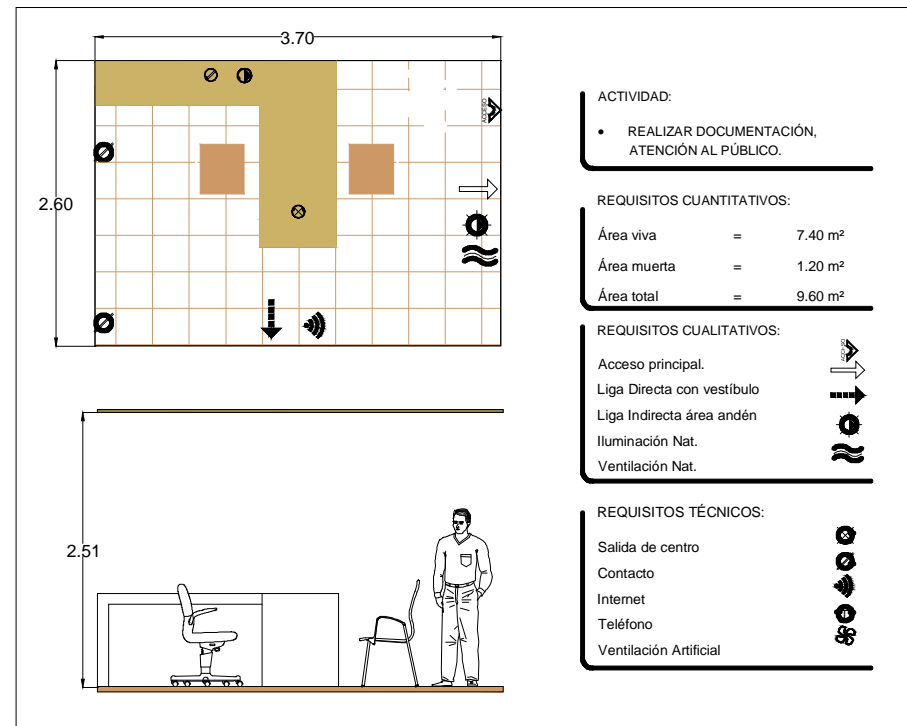 3.70
ACCESO
2.60
2.51
ACTIVIDAD:
• REALIZAR DOCUMENTACIÓN,
ATENCIÓN AL PÚBLICO.
REQUISITOS CUANTITATIVOS:
Área viva = 7.40 m²
Área muerta = 1.20 m²
Área total = 9.60 m²
REQUISITOS CUALITATIVOS:
ACCESO
Acceso principal.
Liga Directa con vestíbulo
Liga Indirecta área andén
Iluminación Nat.
Ventilación Nat.
REQUISITOS TÉCNICOS:
Salida de centro
Contacto
Internet
Teléfono
Ventilación Artificial